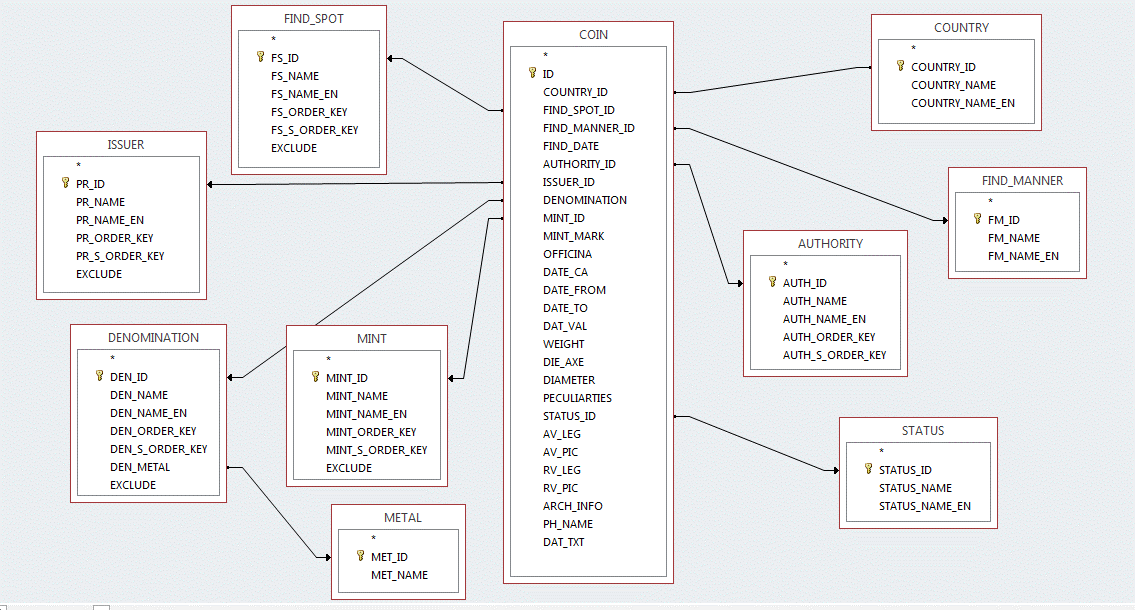 FIND_SPOT
*
FS_ID
FS_NAME
FS_NAME_EN
FS_ORDER_KEY
FS_S_ORDER_KEY
EXCLUDE
ISSUER
*
PR_ID
PR_NAME
PR_NAME_EN
PR_ORDER_KEY
PR_S_ORDER_KEY
EXCLUDE
DENOMINATION
*
DEN_ID
DEN_NAME
DEN_NAME_EN
DEN_ORDER_KEY
DEN_S_ORDER_KEY
DEN_METAL
EXCLUDE
MINT
*
MINT_ID
MINT_NAME
MINT_NAME_EN
MINT_ORDER_KEY
MINT_S_ORDER_KEY
EXCLUDE
METAL
*
MET_ID
MET_NAME
COIN
*
ID
COUNTRY_ID
FIND_SPOT_ID
FIND_MANNER_ID
FIND_DATE
AUTHORITY_ID
ISSUER_ID
DENOMINATION
MINT_ID
MINT_MARK
OFFICINA
DATE_CA
DATE_FROM
DATE_TO
DAT_VAL
WEIGHT
DIE_AXE
DIAMETER
PECULIARTIES
STATUS_ID
AV_LEG
AV_PIC
RV_LEG
RV_PIC
ARCH_INFO
PH_NAME
DAT_TXT
COUNTRY
*
COUNTRY_ID
COUNTRY_NAME
COUNTRY_NAME_EN
FIND_MANNER
*
FM_ID
FM_NAME
FM_NAME_EN
AUTHORITY
*
AUTH_ID
AUTH_NAME
AUTH_NAME_EN
AUTH_ORDER_KEY
AUTH_S_ORDER_KEY
STATUS
*
STATUS_ID
STATUS_NAME
STATUS_NAME_EN